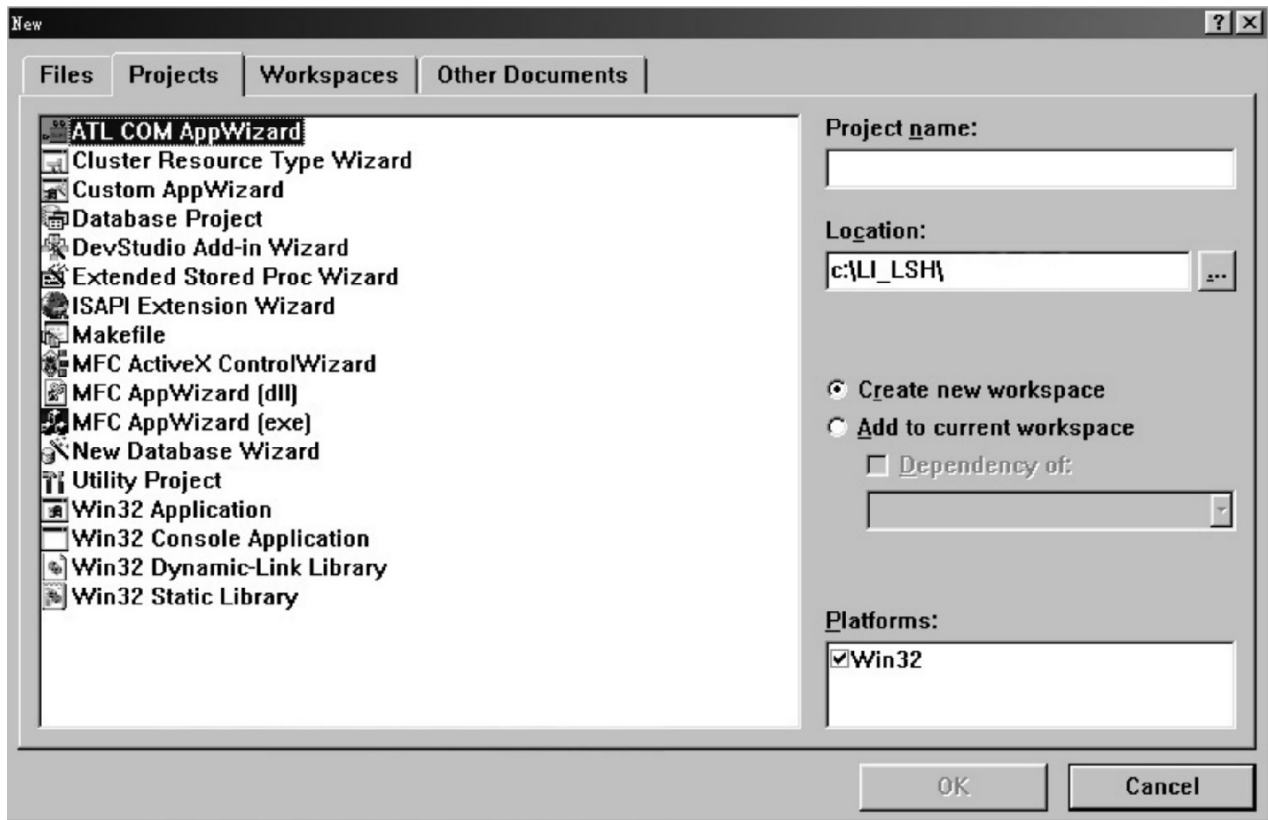 New
Files Projects Workspaces Other Documents
ATL COM AppWizard
Cluster Resource Type Wizard
Custom AppWizard
Database Project
DevStudio Add-in Wizard
Extended Stored Proc Wizard
ISAPI Extension Wizard
Makefile
MFC ActiveX ControlWizard
MFC AppWizard (dll)
MFC AppWizard (exe)
New Database Wizard
Utility Project
Win32 Application
Win32 Console Application
Win32 Dynamic-Link Library
Win32 Static Library
Project name:
Location:
c:\LI_LSH\
...
Create new workspace
Add to current workspace
Dependency of:
Platforms:
Win32
OK Cancel